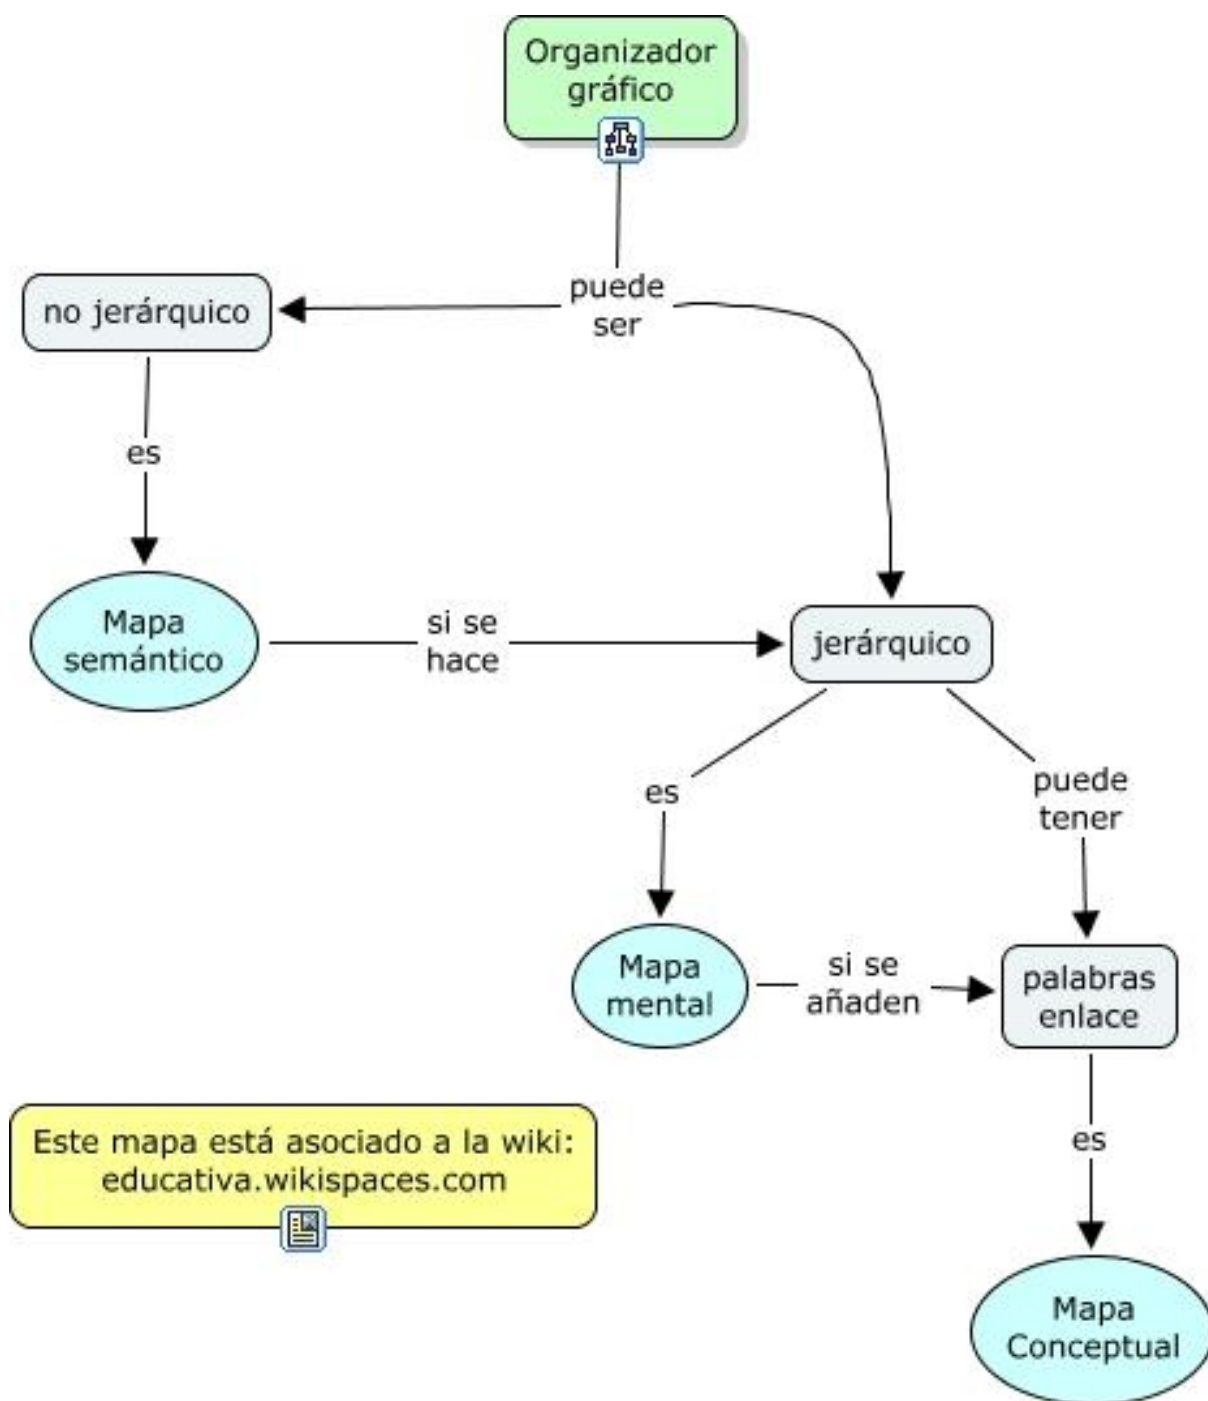 Organizador
gráfico
puede
ser
no jerárquico
es
Mapa
semántico
si se
hace
jerárquico
es
puede
tener
Mapa
mental
si se
añaden
palabras
enlace
es
Mapa
Conceptual
Este mapa está asociado a la wiki:
educativa.wikispaces.com